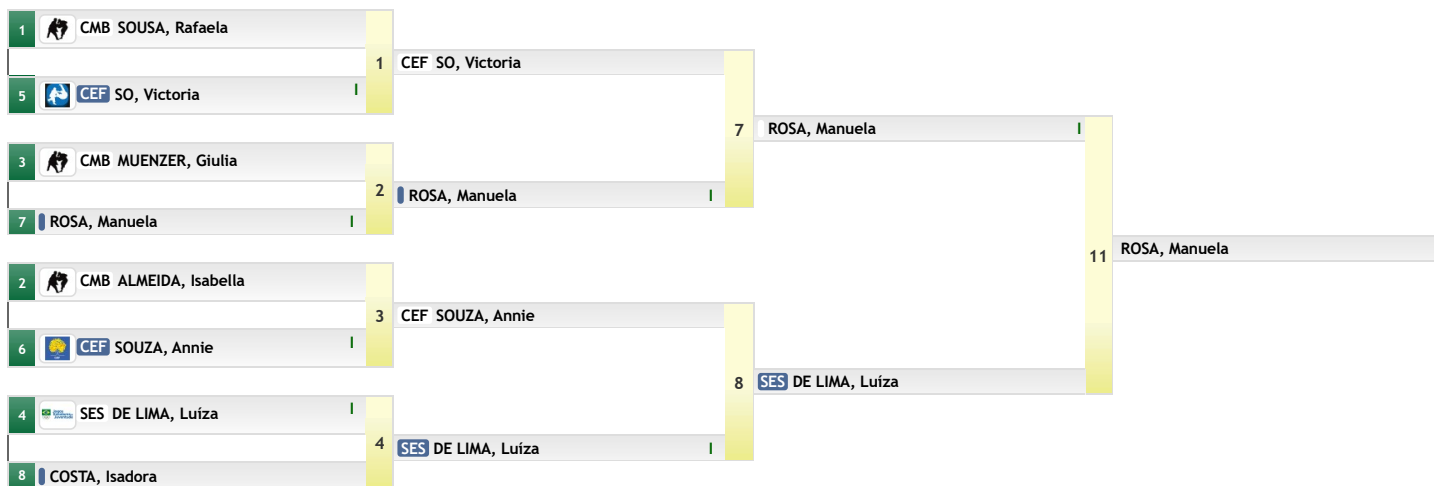 1 CMB SOUSA, Rafaela
1 CEF SO, Victoria
5 CEF SO, Victoria I
7 ROSA, Manuela I
3 CMB MUENZER, Giulia
2 ROSA, Manuela I
7 ROSA, Manuela I
11 ROSA, Manuela
2 CMB ALMEIDA, Isabella
3 CEF SOUZA, Annie
6 CEF SOUZA, Annie I
8 SES DE LIMA, Luíza
4 SES DE LIMA, Luíza I
4 SES DE LIMA, Luíza I
8 COSTA, Isadora